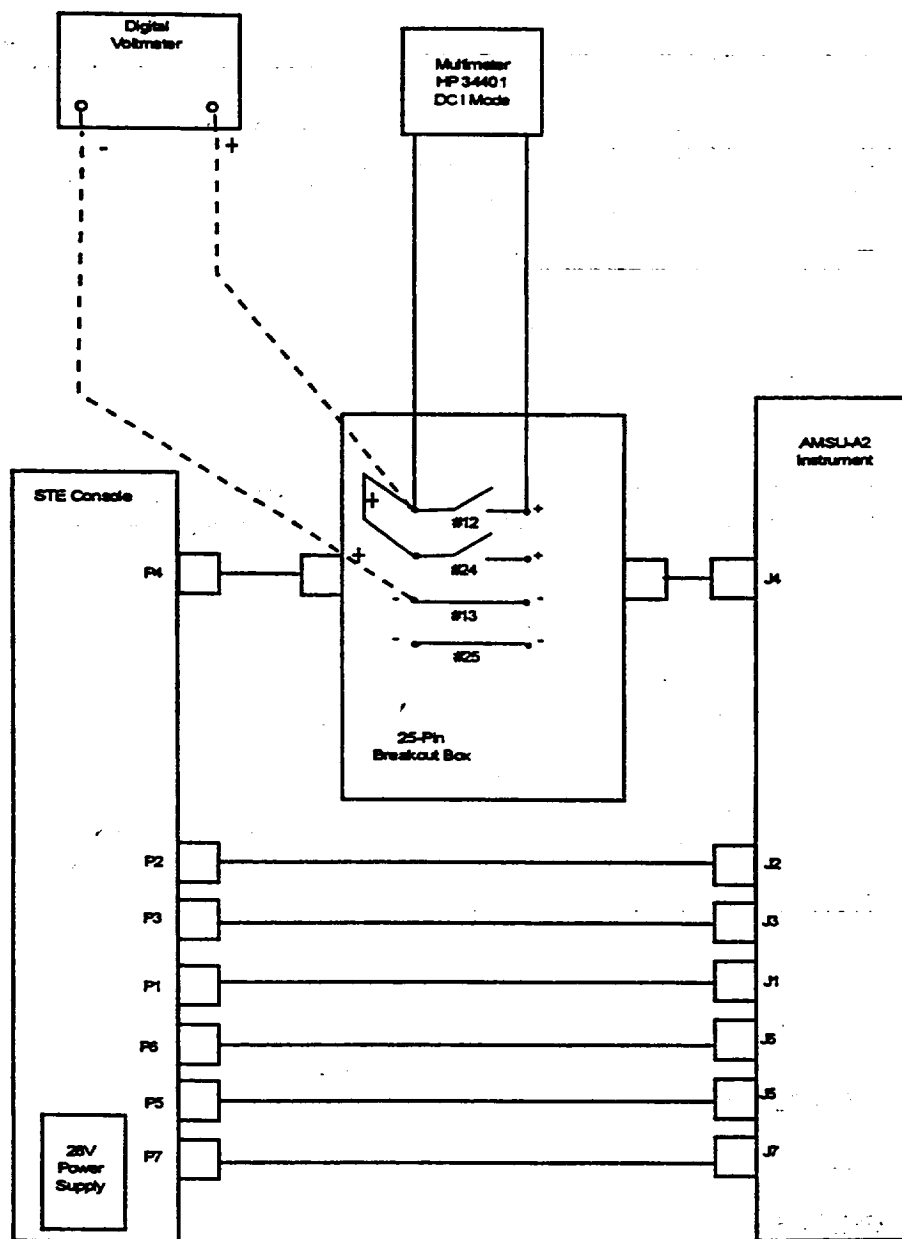 Digital
Voltmeter
- +
Multimeter
HP 34401
DC I Mode
AMSU-A2
Instrument
STE Console
+
#12
+
+
#24
+
P4
J4
- -
#13
- -
#25
25-Pin
Breakout Box
P2
J2
P3
J3
P1
J1
P6
P5
J5
28V
Power
Supply
P7
J7